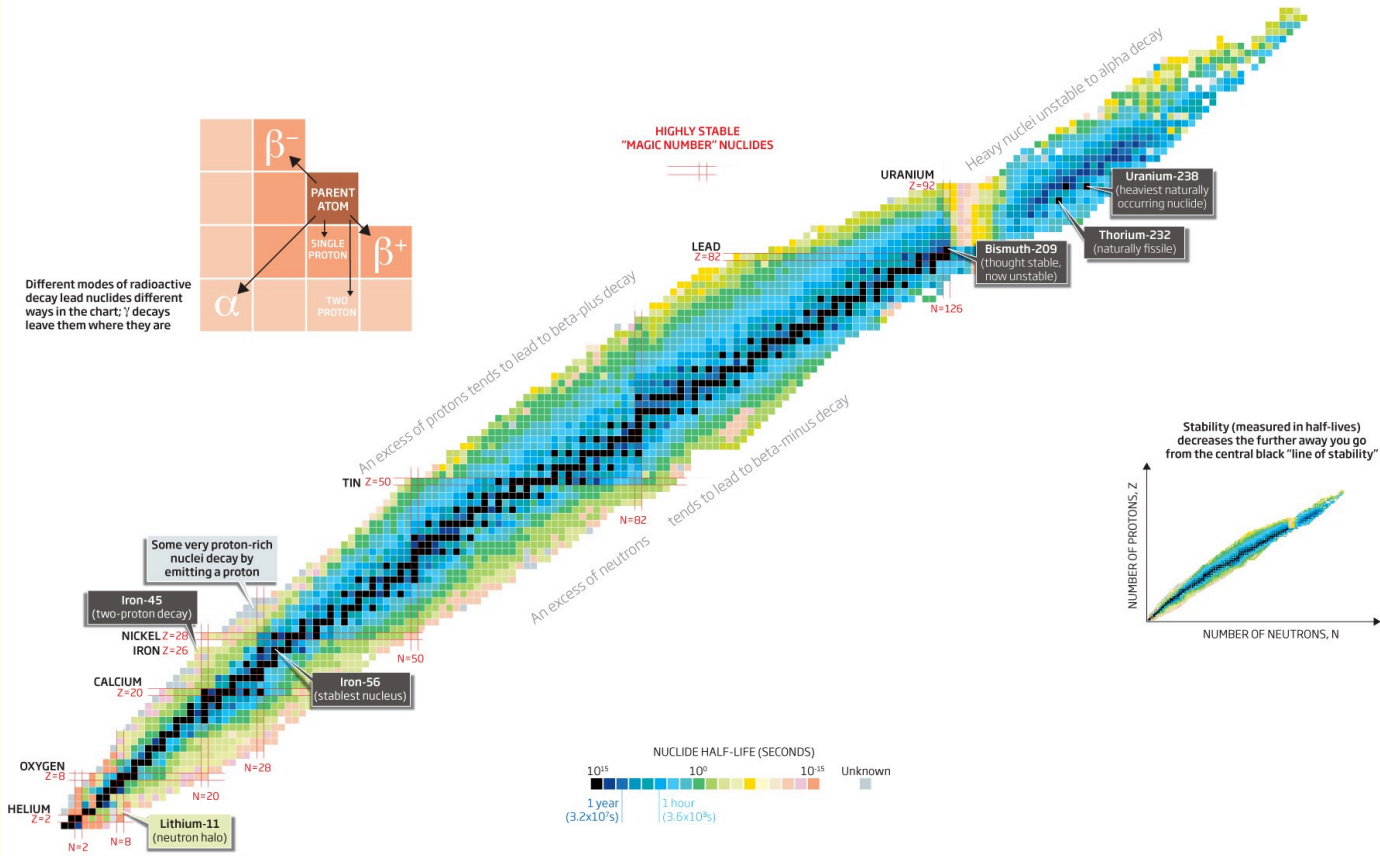 Heavy nuclei unstable to alpha decay
HIGHLY STABLE
"MAGIC NUMBER" NUCLIDES
β−
PARENT
ATOM
SINGLE
PROTON
β+
α
TWO
PROTON
Different modes of radioactive
decay lead nuclides different
ways in the chart; γ decays
leave them where they are
URANIUM
Z=92
Uranium-238
(heaviest naturally
occurring nuclide)
Thorium-232
(naturally fissile)
LEAD
Z=82
Bismuth-209
(thought stable,
now unstable)
N=126
An excess of protons tends to lead to beta-plus decay
An excess of neutrons tends to lead to beta-minus decay
TIN Z=50
N=82
Stability (measured in half-lives)
decreases the further away you go
from the central black "line of stability"
NUMBER OF PROTONS, Z
NUMBER OF NEUTRONS, N
Some very proton-rich
nuclei decay by
emitting a proton
Iron-45
(two-proton decay)
NICKEL Z=28
IRON Z=26
N=50
Iron-56
(stablest nucleus)
CALCIUM
Z=20
N=28
OXYGEN
Z=8
N=20
HELIUM
Z=2
Lithium-11
(neutron halo)
N=2
N=8
NUCLIDE HALF-LIFE (SECONDS)
10¹⁵ 10⁰ 10⁻¹⁵ Unknown
1 year 1 hour
(3.2x10⁷s) (3.6x10³s)